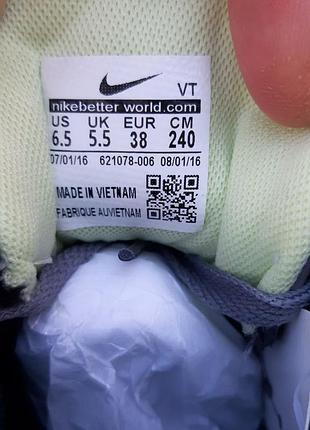 VT
nikebetter world.com
US UK EUR CM
6.5 5.5 38 240
07/01/16 621078-006 08/01/16
MADE IN VIETNAM
FABRIQUE AUVIETNAM